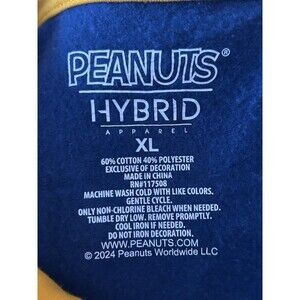 PEANUTS®
HYBRID
APPAREL
XL
60% COTTON 40% POLYESTER
EXCLUSIVE OF DECORATION
MADE IN CHINA
RN#117508
MACHINE WASH COLD WITH LIKE COLORS.
GENTLE CYCLE.
ONLY NON-CHLORINE BLEACH WHEN NEEDED.
TUMBLE DRY LOW. REMOVE PROMPTLY.
COOL IRON IF NEEDED.
DO NOT IRON DECORATION.
WWW.PEANUTS.COM
© 2024 Peanuts Worldwide LLC